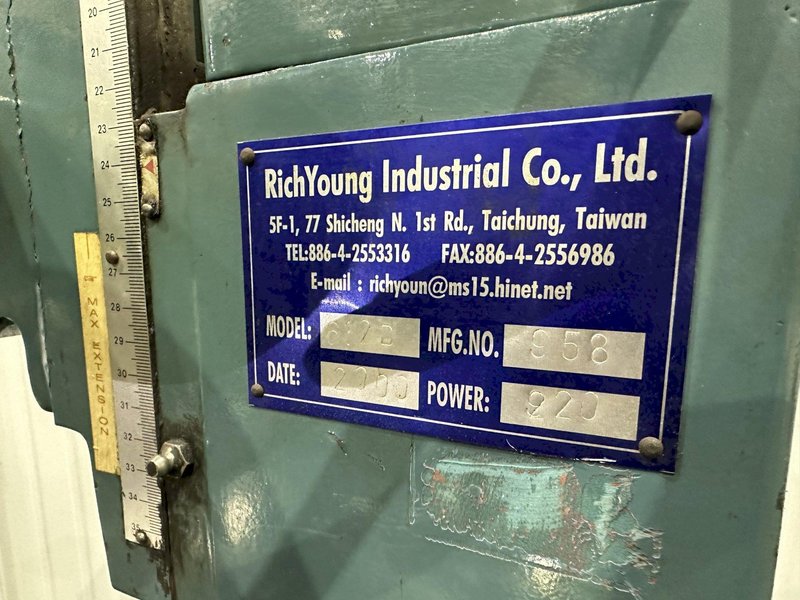 20
21
22
23
24
25
26
27
28
29
30
31
32
33
34
35
MAX EXTENSION
RichYoung Industrial Co., Ltd.
5F-1, 77 Shicheng N. 1st Rd., Taichung, Taiwan
TEL:886-4-2553316 FAX:886-4-2556986
E-mail : richyoun@ms15.hinet.net
MODEL: MFG.NO. 958
DATE: 2000 POWER: 220